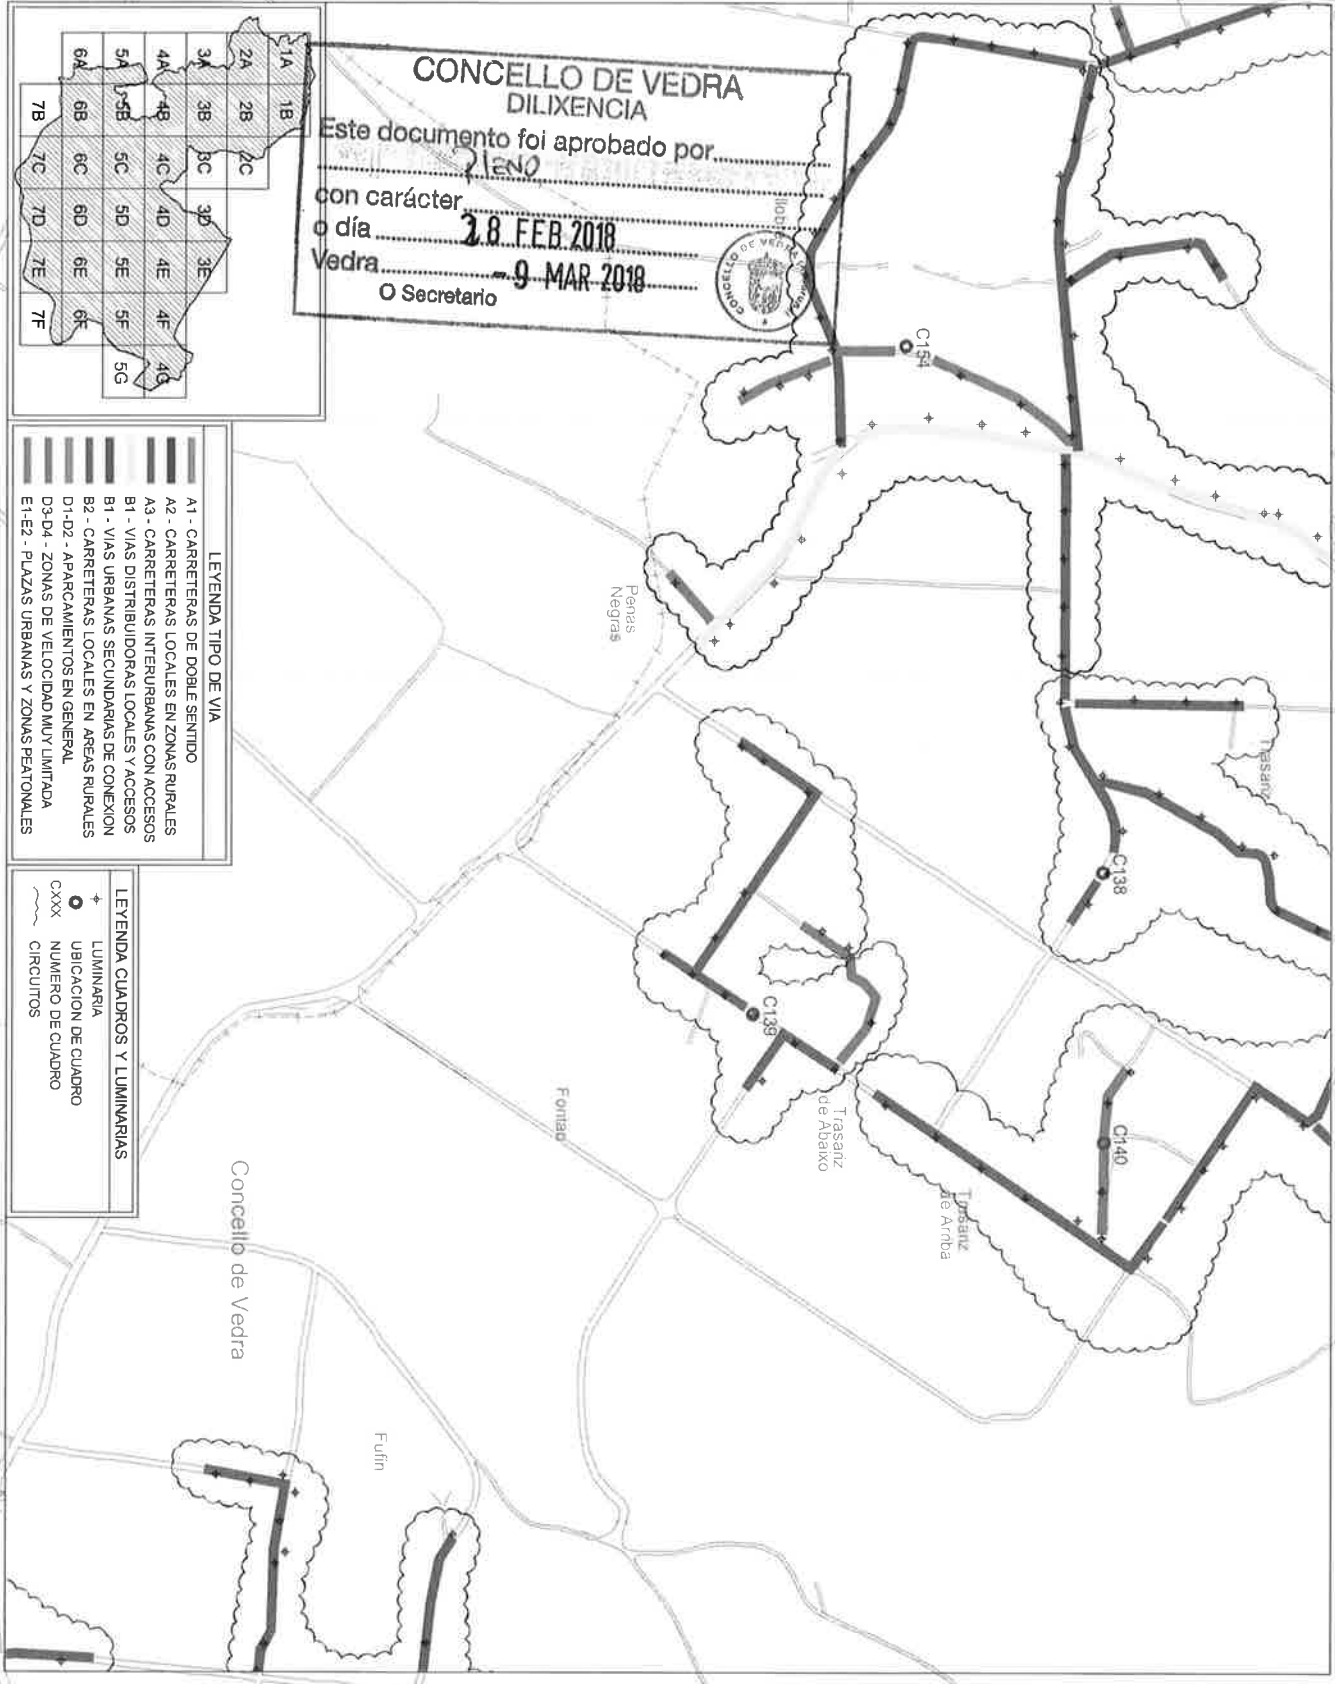 CONCELLO DE VEDRA
DILIXENCIA
Este documento foi aprobado por
con carácter
o día 28 FEB 2018
Vedra - 9 MAR 2018
O Secretario
CONCELLO DE VEDRA
1A 1B
2A 2B 2C
3A 3B 3C 3D 3E
4A 4B 4C 4D 4E 4F 4G
5A 5B 5C 5D 5E 5F 5G
6A 6B 6C 6D 6E 6F
7B 7C 7D 7E 7F
LEYENDA TIPO DE VIA
A1 - CARRETERAS DE DOBLE SENTIDO
A2 - CARRETERAS LOCALES EN ZONAS RURALES
A3 - CARRETERAS INTERURBANAS CON ACCESOS
B1 - VIAS DISTRIBUIDORAS LOCALES Y ACCESOS
B1 - VIAS URBANAS SECUNDARIAS DE CONEXION
B2 - CARRETERAS LOCALES EN AREAS RURALES
D1-D2 - APARCAMIENTOS EN GENERAL
D3-D4 - ZONAS DE VELOCIDAD MUY LIMITADA
E1-E2 - PLAZAS URBANAS Y ZONAS PEATONALES
LEYENDA CUADROS Y LUMINARIAS
LUMINARIA
UBICACION DE CUADRO
CXXX NUMERO DE CUADRO
CIRCUITOS
C154
Penas
Negras
Trasanz
C138
C139
C140
Trasariz
de Abaixo
Trasariz
de Arriba
Fontao
Concello de Vedra
Fufin